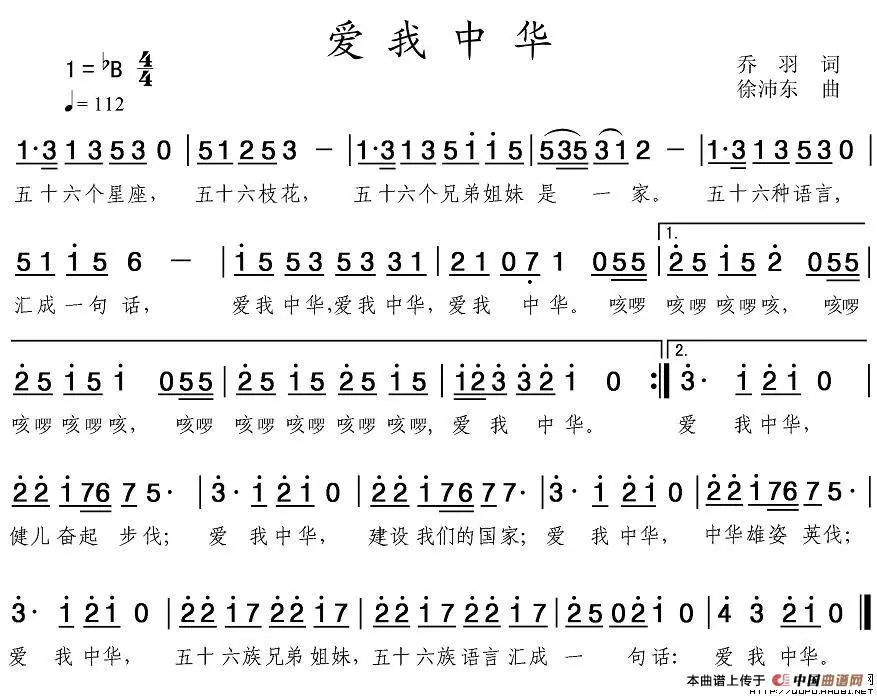 爱我中华
1=♭B 4/4
乔 羽 词
♩=112
徐沛东 曲
1·3 1 3 5 3 0 | 5 1 2 5 3 － | 1·3 1 3 5 i i 5 | 5 3 5 3 1 2 － | 1·3 1 3 5 3 0 |
五十六个星座， 五十六枝花， 五十六个兄弟姐妹 是 一 家。 五十六种语言，
1. 
5 1 i 5 6 － | i 5 5 3 5 3 3 1 | 2 1 0 7 1 0 5 5 | 2 5 i 5 2 0 5 5 |
汇成一句话， 爱我中华，爱我中华，爱我 中华。 咳啰 咳啰咳啰咳， 咳啰
2.
2 5 i 5 i 0 5 5 | 2 5 i 5 2 5 i 5 | i 2 3 3 2 i 0 :| 3· i 2 i 0 |
咳啰咳啰咳， 咳啰 咳啰咳啰咳啰咳啰, 爱 我 中华。 爱 我中华，
2 2 i 7 6 7 5· | 3· i 2 i 0 | 2 2 i 7 6 7 7· | 3· i 2 i 0 | 2 2 i 7 6 7 5· |
健儿奋起 步伐； 爱 我中华， 建设我们的国家；爱 我中华， 中华雄姿 英伐；
3· i 2 i 0 | 2 2 i 7 2 2 i 7 | 2 2 i 7 2 2 i 7 | 2 5 0 2 i 0 | 4 3 2 i 0 |
爱 我中华， 五十六族兄弟姐妹，五十六族语言汇成 一 句话： 爱 我中华。
本曲谱上传于 中国曲谱网